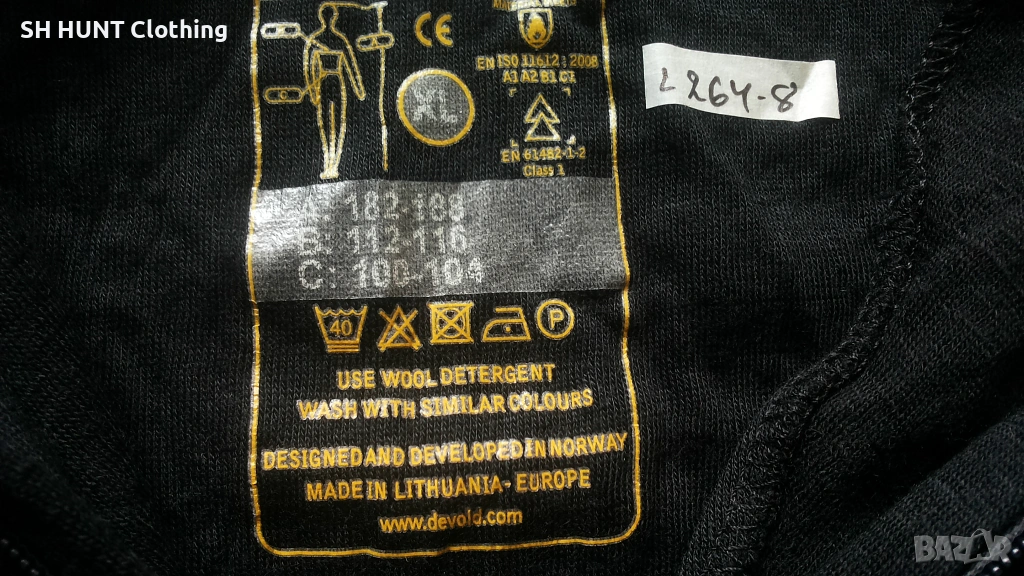 SH HUNT Clothing
CE
EN ISO 11612 : 2008
A1 A2 B1 C1
XL
L 264-8
EN 61482-1-2
Class 1
182-188
B: 112-116
C: 100-104
40
P
USE WOOL DETERGENT
WASH WITH SIMILAR COLOURS
DESIGNED AND DEVELOPED IN NORWAY
MADE IN LITHUANIA - EUROPE
www.devold.com
BAZAR